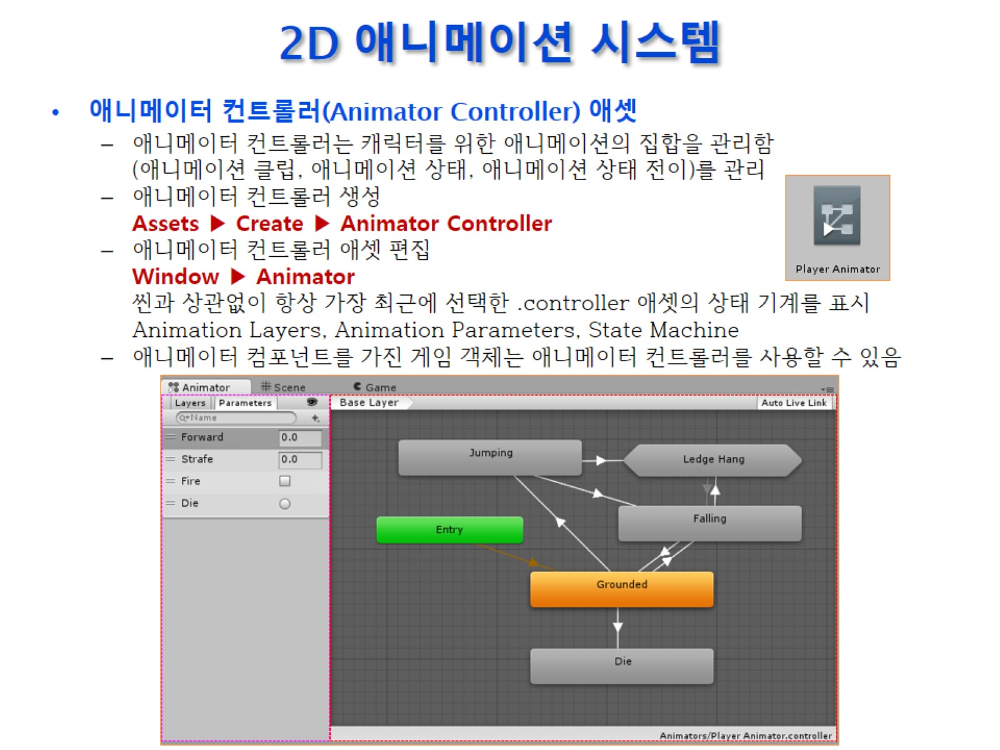 2D 애니메이션 시스템
• 애니메이터 컨트롤러(Animator Controller) 애셋
– 애니메이터 컨트롤러는 캐릭터를 위한 애니메이션의 집합을 관리함
(애니메이션 클립, 애니메이션 상태, 애니메이션 상태 전이)를 관리
– 애니메이터 컨트롤러 생성
Assets ▶ Create ▶ Animator Controller
– 애니메이터 컨트롤러 애셋 편집
Window ▶ Animator
씬과 상관없이 항상 가장 최근에 선택한 .controller 애셋의 상태 기계를 표시
Animation Layers, Animation Parameters, State Machine
– 애니메이터 컴포넌트를 가진 게임 객체는 애니메이터 컨트롤러를 사용할 수 있음
Player Animator
Animator Scene Game
Layers Parameters
Base Layer
Auto Live Link
Name
Forward 0.0
Strafe 0.0
Fire
Die
Jumping
Ledge Hang
Falling
Entry
Grounded
Die
Animators/Player Animator.controller